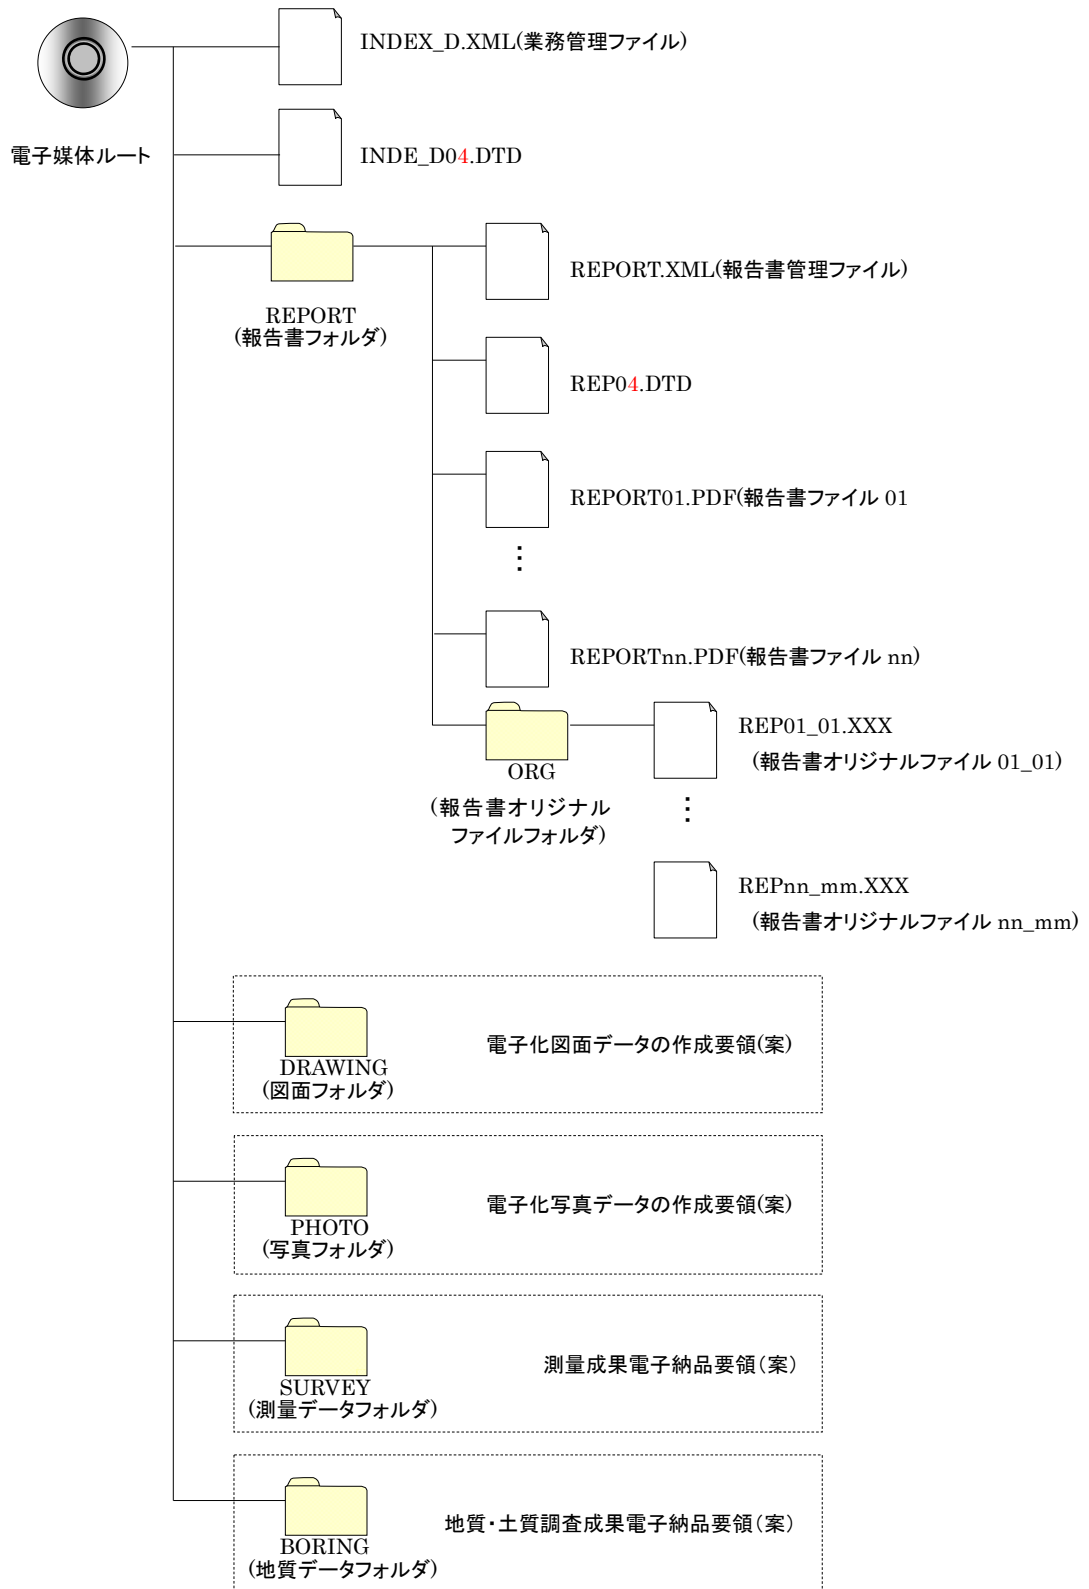 INDEX_D.XML(業務管理ファイル)
電子媒体ルート
INDE_D04.DTD
REPORT.XML(報告書管理ファイル)
REPORT
(報告書フォルダ)
REP04.DTD
REPORT01.PDF(報告書ファイル 01
⋮
REPORTnn.PDF(報告書ファイル nn)
REP01_01.XXX
(報告書オリジナルファイル 01_01)
ORG
(報告書オリジナル
ファイルフォルダ)
⋮
REPnn_mm.XXX
(報告書オリジナルファイル nn_mm)
電子化図面データの作成要領(案)
DRAWING
(図面フォルダ)
電子化写真データの作成要領(案)
PHOTO
(写真フォルダ)
測量成果電子納品要領(案)
SURVEY
(測量データフォルダ)
地質・土質調査成果電子納品要領(案)
BORING
(地質データフォルダ)